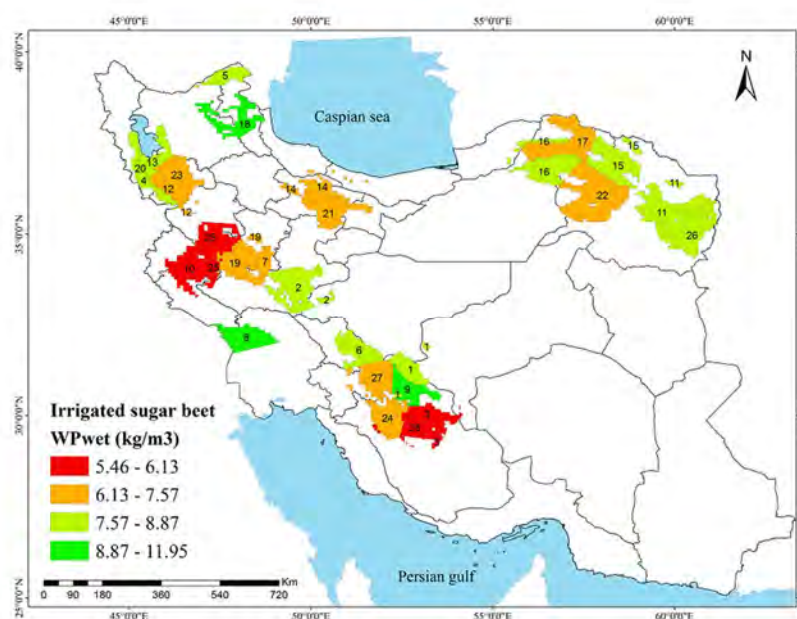 45°0'0"E 50°0'0"E 55°0'0"E 60°0'0"E
40°0'0"N
5
N
18
Caspian sea
13
20
23
4
12
12
16 17 15
15
16
14
14
11
22
21
11
26
35°0'0"N
25
19
10
19 7
2
2
8
6
1
1
27
9
24
30°0'0"N
Irrigated sugar beet
WPwet (kg/m3)
5.46 - 6.13
6.13 - 7.57
7.57 - 8.87
8.87 - 11.95
Km
0 90 180 360 540 720
Persian gulf
25°0'0"N
45°0'0"E 50°0'0"E 55°0'0"E 60°0'0"E